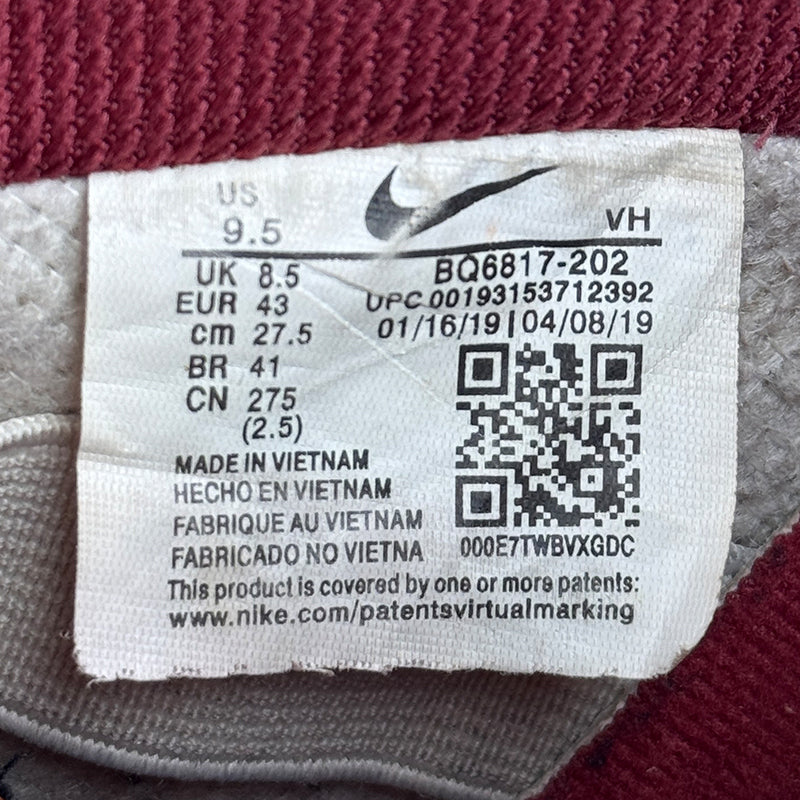 US
9.5
VH
UK 8.5
EUR 43
cm 27.5
BR 41
CN 275
(2.5)
BQ6817-202
UPC 00193153712392
01/16/19 | 04/08/19
MADE IN VIETNAM
HECHO EN VIETNAM
FABRIQUE AU VIETNAM
FABRICADO NO VIETNA
000E7TWBVXGDC
This product is covered by one or more patents:
www.nike.com/patentsvirtualmarking